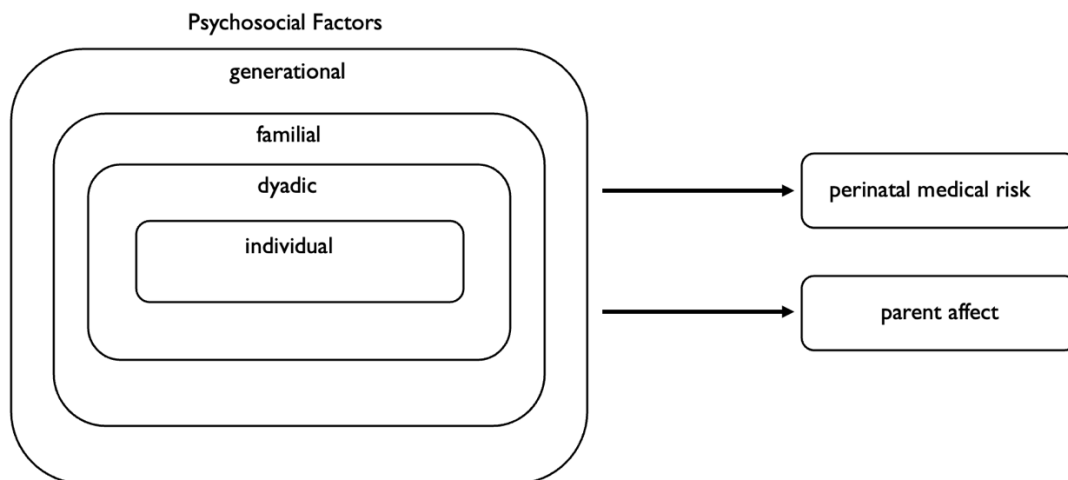 Psychosocial Factors
generational
familial
dyadic
individual
perinatal medical risk
parent affect